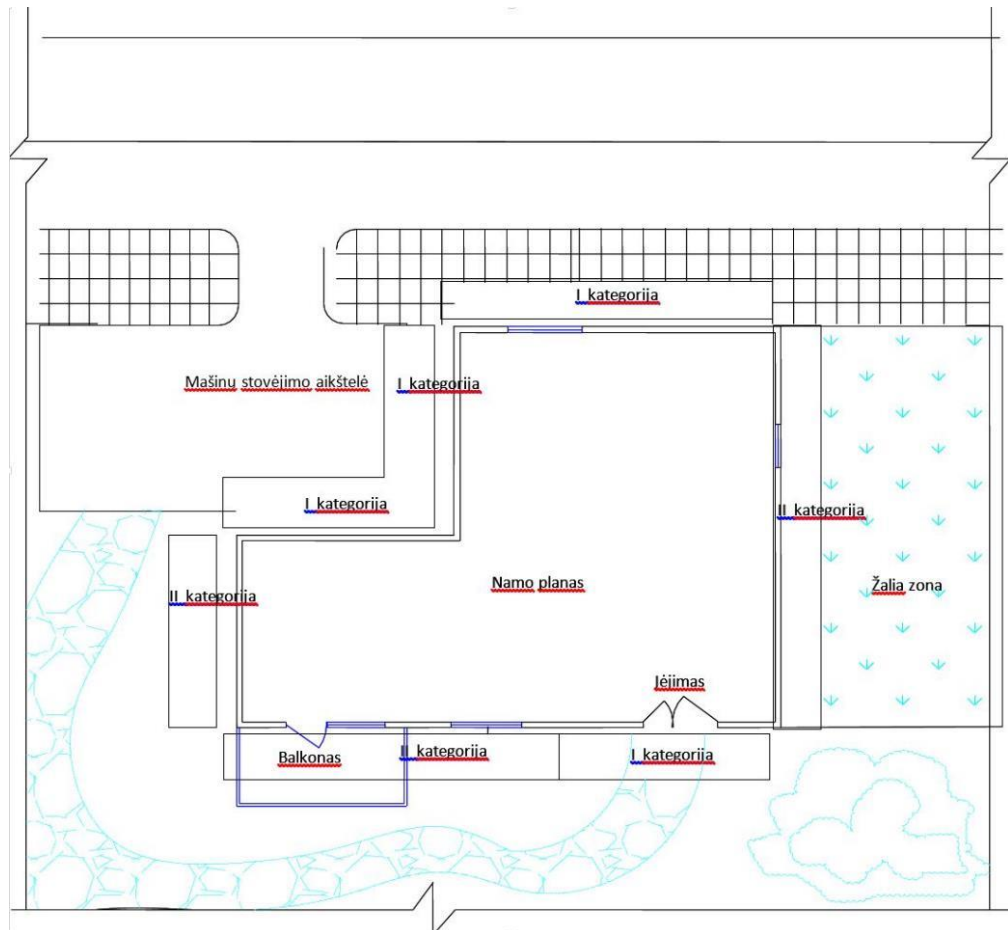 I kategorija
Mašinų stovėjimo aikštelė
I kategorija
I kategorija
II kategorija
II kategorija
Namo planas
Žalia zona
Įėjimas
Balkonas
II kategorija
I kategorija